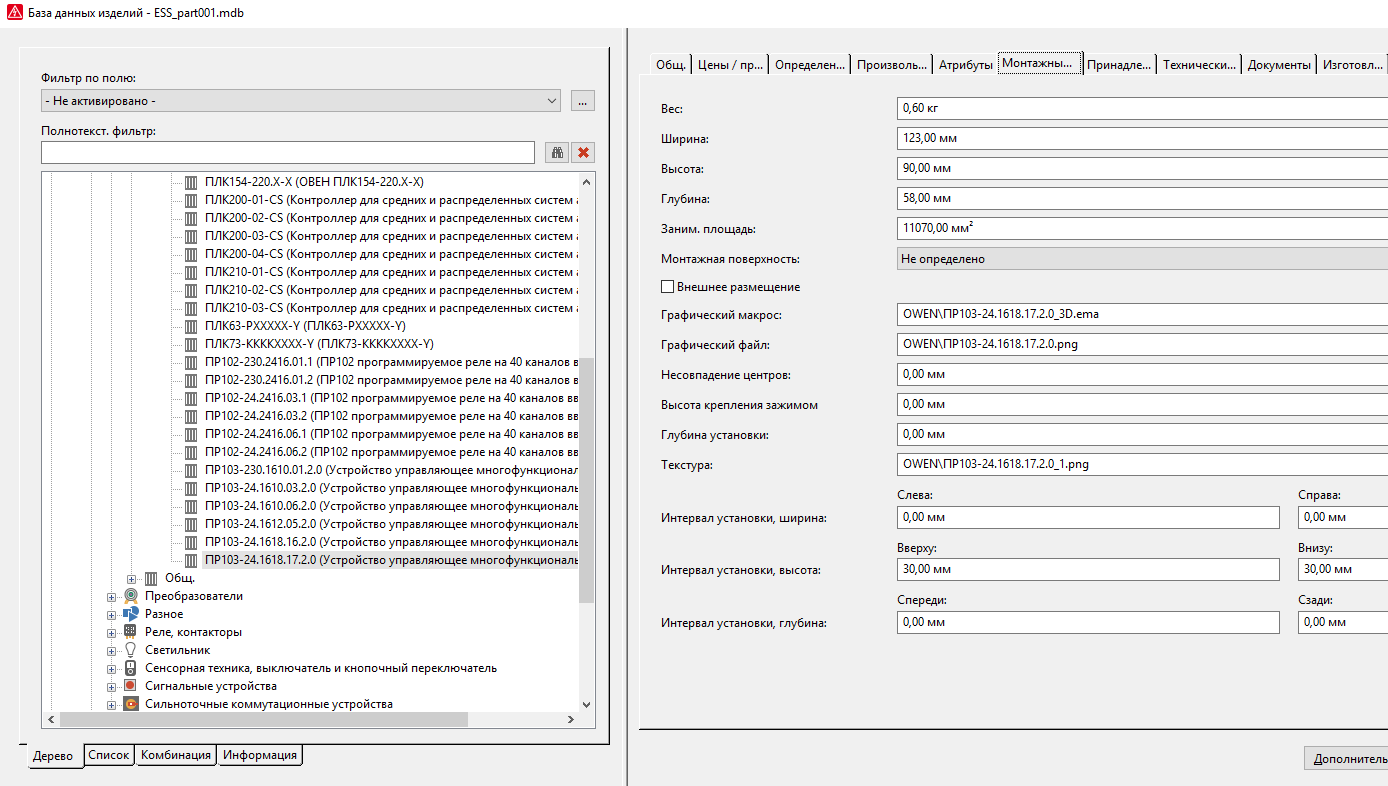 База данных изделий - ESS_part001.mdb
Фильтр по полю:
- Не активировано -
...
Полнотекст. фильтр:
ПЛК154-220.X-X (ОВЕН ПЛК154-220.X-X)
ПЛК200-01-CS (Контроллер для средних и распределенных систем а
ПЛК200-02-CS (Контроллер для средних и распределенных систем а
ПЛК200-03-CS (Контроллер для средних и распределенных систем а
ПЛК200-04-CS (Контроллер для средних и распределенных систем а
ПЛК210-01-CS (Контроллер для средних и распределенных систем а
ПЛК210-02-CS (Контроллер для средних и распределенных систем а
ПЛК210-03-CS (Контроллер для средних и распределенных систем а
ПЛК63-PXXXXX-Y (ПЛК63-PXXXXX-Y)
ПЛК73-KKKKXXXX-Y (ПЛК73-KKKKXXXX-Y)
ПР102-230.2416.01.1 (ПР102 программируемое реле на 40 каналов в
ПР102-230.2416.01.2 (ПР102 программируемое реле на 40 каналов в
ПР102-24.2416.03.1 (ПР102 программируемое реле на 40 каналов вв
ПР102-24.2416.03.2 (ПР102 программируемое реле на 40 каналов вв
ПР102-24.2416.06.1 (ПР102 программируемое реле на 40 каналов вв
ПР102-24.2416.06.2 (ПР102 программируемое реле на 40 каналов вв
ПР103-230.1610.01.2.0 (Устройство управляющее многофункционал
ПР103-24.1610.03.2.0 (Устройство управляющее многофункциональ
ПР103-24.1610.06.2.0 (Устройство управляющее многофункциональ
ПР103-24.1612.05.2.0 (Устройство управляющее многофункциональ
ПР103-24.1618.16.2.0 (Устройство управляющее многофункциональ
ПР103-24.1618.17.2.0 (Устройство управляющее многофункциональ
Общ.
Преобразователи
Разное
Реле, контакторы
Светильник
Сенсорная техника, выключатель и кнопочный переключатель
Сигнальные устройства
Сильноточные коммутационные устройства
Дерево Список Комбинация Информация
Общ. Цены / пр... Определен... Произволь... Атрибуты Монтажны... Принадле... Технически... Документы Изготовл...
Вес: 0,60 кг
Ширина: 123,00 мм
Высота: 90,00 мм
Глубина: 58,00 мм
Заним. площадь: 11070,00 мм²
Монтажная поверхность: Не определено
Внешнее размещение
Графический макрос: OWEN\ПР103-24.1618.17.2.0_3D.ema
Графический файл: OWEN\ПР103-24.1618.17.2.0.png
Несовпадение центров: 0,00 мм
Высота крепления зажимом 0,00 мм
Глубина установки: 0,00 мм
Текстура: OWEN\ПР103-24.1618.17.2.0_1.png
Слева: Справа:
Интервал установки, ширина: 0,00 мм 0,00 мм
Вверху: Внизу:
Интервал установки, высота: 30,00 мм 30,00 мм
Спереди: Сзади:
Интервал установки, глубина: 0,00 мм 0,00 мм
Дополнитель